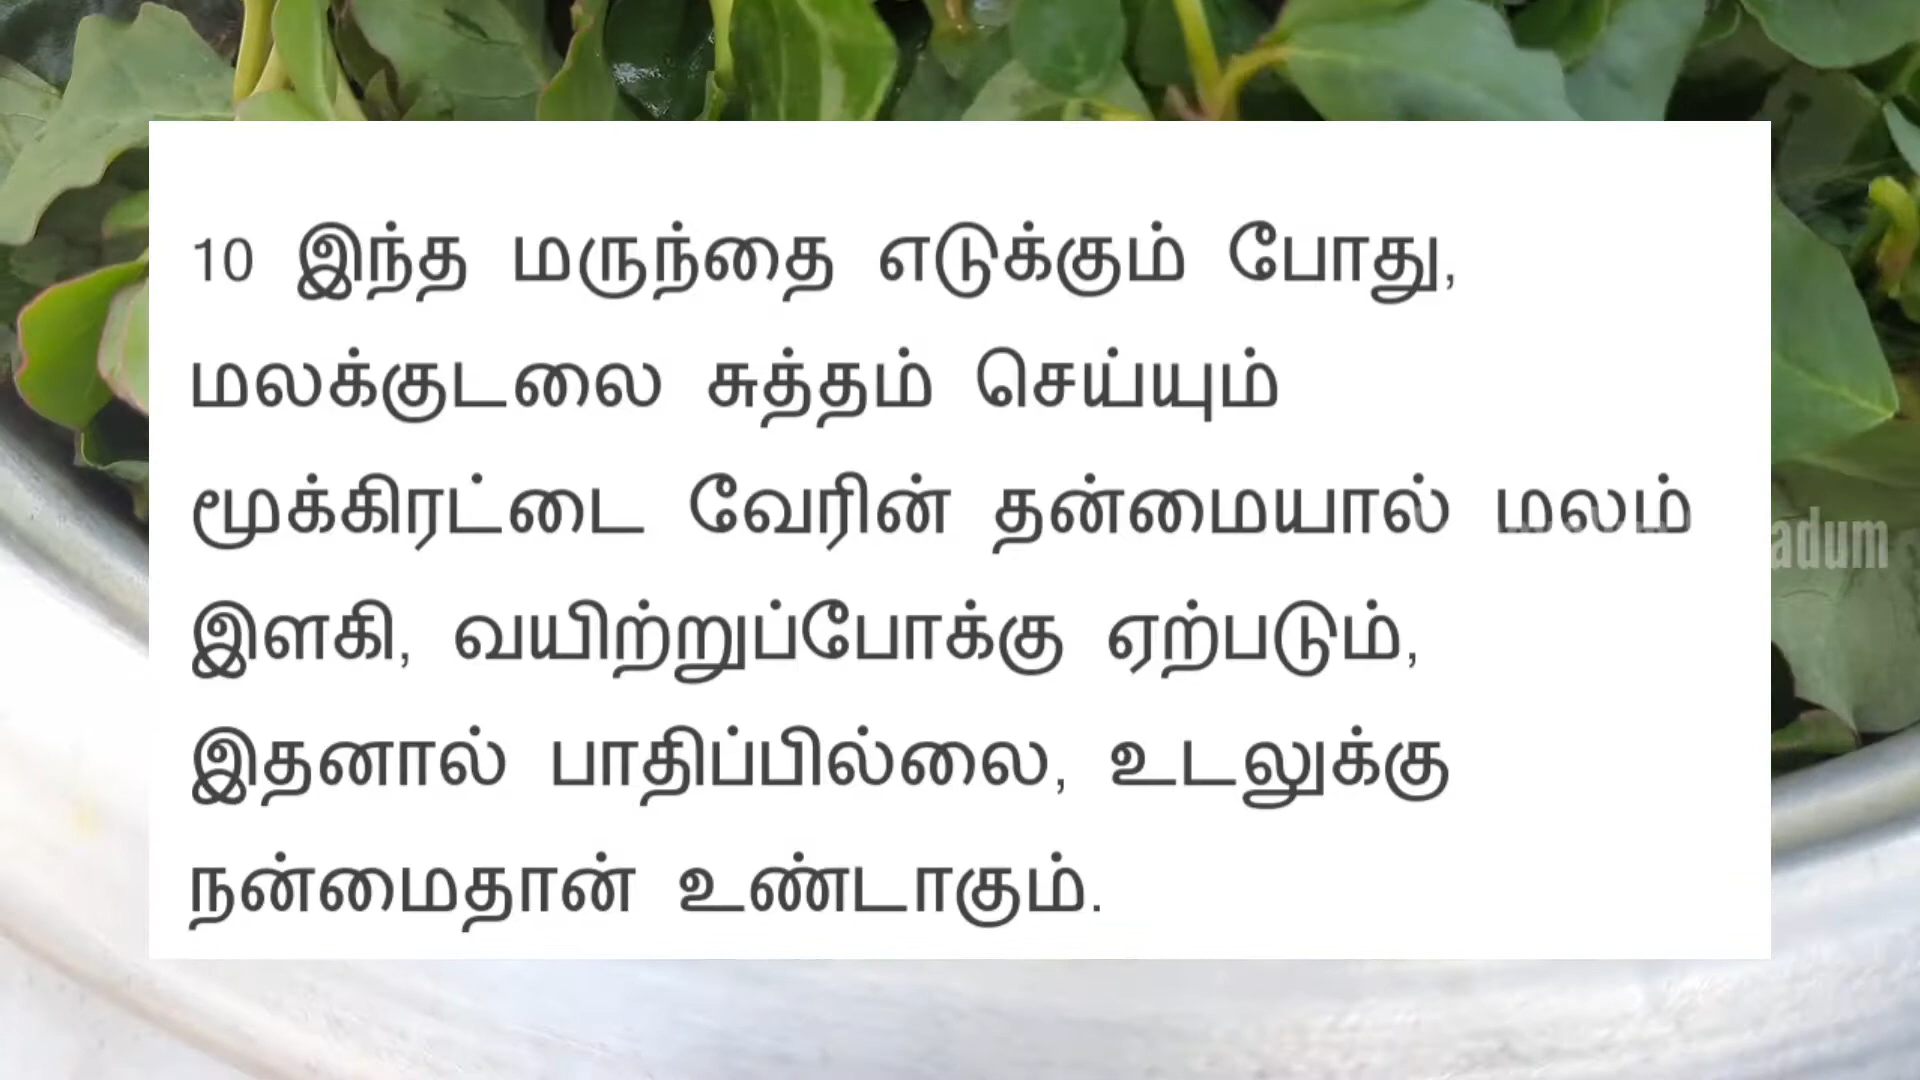 10 இந்த மருந்தை எடுக்கும் போது,
மலக்குடலை சுத்தம் செய்யும்
மூக்கிரட்டை வேரின் தன்மையால் மலம்
இளகி, வயிற்றுப்போக்கு ஏற்படும்,
இதனால் பாதிப்பில்லை, உடலுக்கு
நன்மைதான் உண்டாகும்.